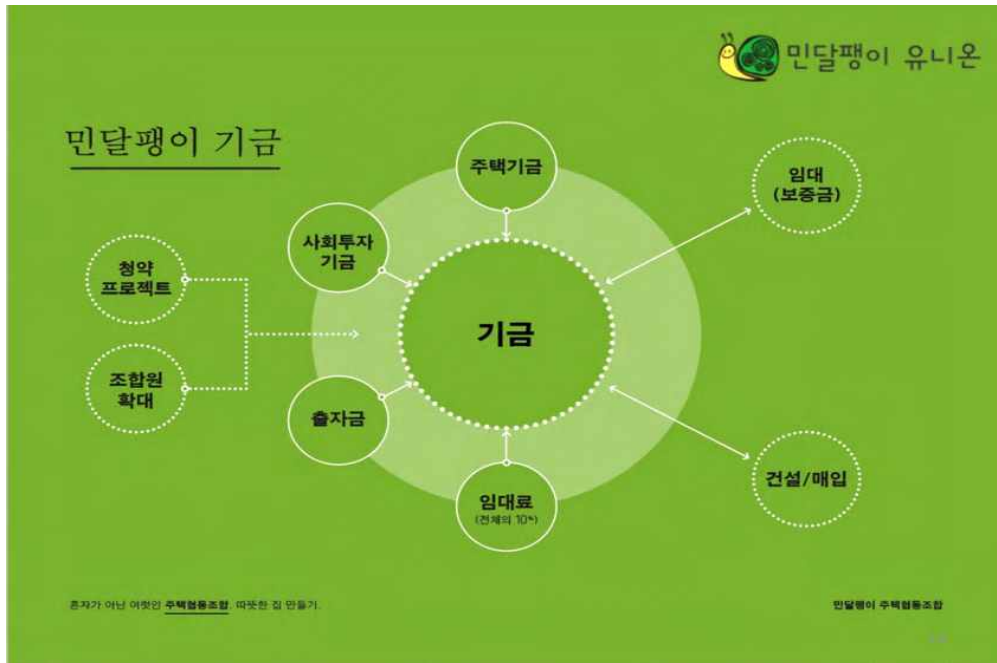 민달팽이 유니온
민달팽이 기금
주택기금
임대
(보증금)
사회투자
기금
청약
프로젝트
기금
조합원
확대
출자금
건설/매입
임대료
(전체의 10%)
혼자가 아닌 여럿인 주택협동조합. 따뜻한 집 만들기.
민달팽이 주택협동조합